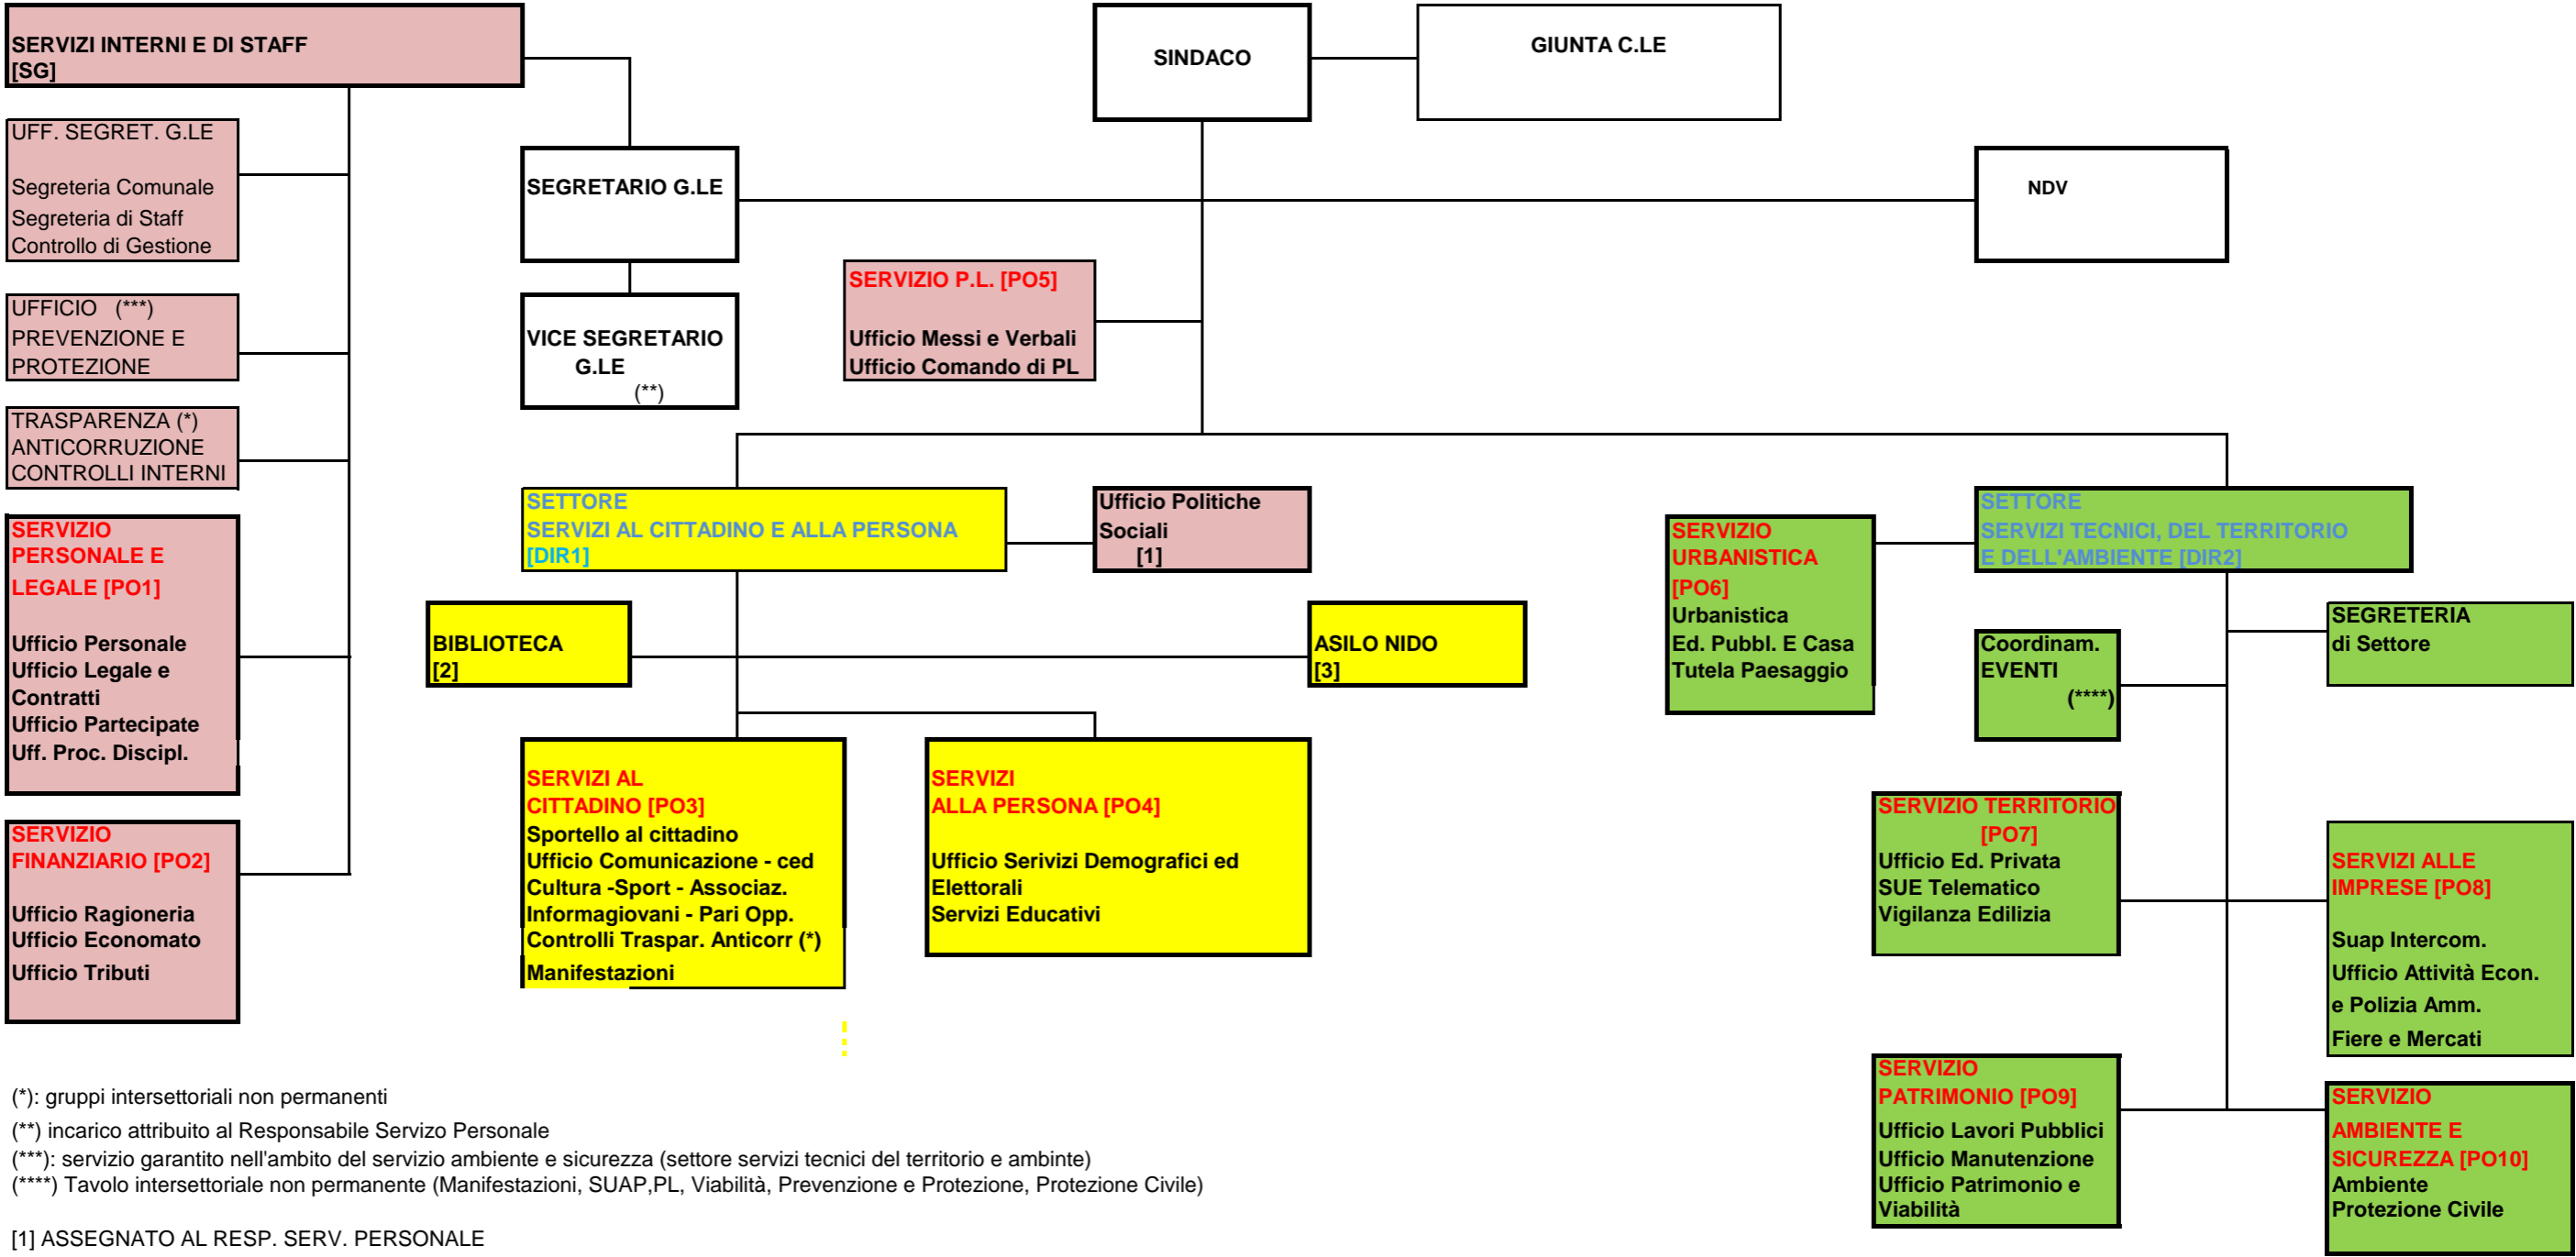 SERVIZI INTERNI E DI STAFF
[SG]
SINDACO
GIUNTA C.LE
UFF. SEGRET. G.LE
Segreteria Comunale
Segreteria di Staff
Controllo di Gestione
SEGRETARIO G.LE
NDV
UFFICIO (***)
PREVENZIONE E
PROTEZIONE
VICE SEGRETARIO
G.LE
(**)
SERVIZIO P.L. [PO5]
Ufficio Messi e Verbali
Ufficio Comando di PL
TRASPARENZA (*)
ANTICORRUZIONE
CONTROLLI INTERNI
SERVIZIO
PERSONALE E
LEGALE [PO1]
Ufficio Personale
Ufficio Legale e
Contratti
Ufficio Partecipate
Uff. Proc. Discipl.
SERVIZIO
FINANZIARIO [PO2]
Ufficio Ragioneria
Ufficio Economato
Ufficio Tributi
SETTORE
SERVIZI AL CITTADINO E ALLA PERSONA
[DIR1]
Ufficio Politiche
Sociali
[1]
BIBLIOTECA
[2]
ASILO NIDO
[3]
SERVIZI AL
CITTADINO [PO3]
Sportello al cittadino
Ufficio Comunicazione - ced
Cultura -Sport - Associaz.
Informagiovani - Pari Opp.
Controlli Traspar. Anticorr (*)
Manifestazioni
SERVIZI
ALLA PERSONA [PO4]
Ufficio Serivizi Demografici ed
Elettorali
Servizi Educativi
SERVIZIO
URBANISTICA
[PO6]
Urbanistica
Ed. Pubbl. E Casa
Tutela Paesaggio
SETTORE
SERVIZI TECNICI, DEL TERRITORIO
E DELL'AMBIENTE [DIR2]
Coordinam.
EVENTI
(****)
SEGRETERIA
di Settore
SERVIZIO TERRITORIO
[PO7]
Ufficio Ed. Privata
SUE Telematico
Vigilanza Edilizia
SERVIZI ALLE
IMPRESE [PO8]
Suap Intercom.
Ufficio Attività Econ.
e Polizia Amm.
Fiere e Mercati
SERVIZIO
PATRIMONIO [PO9]
Ufficio Lavori Pubblici
Ufficio Manutenzione
Ufficio Patrimonio e
Viabilità
SERVIZIO
AMBIENTE E
SICUREZZA [PO10]
Ambiente
Protezione Civile
(*): gruppi intersettoriali non permanenti
(**) incarico attribuito al Responsabile Servizo Personale
(***): servizio garantito nell'ambito del servizio ambiente e sicurezza (settore servizi tecnici del territorio e ambinte)
(****) Tavolo intersettoriale non permanente (Manifestazioni, SUAP,PL, Viabilità, Prevenzione e Protezione, Protezione Civile)
[1] ASSEGNATO AL RESP. SERV. PERSONALE